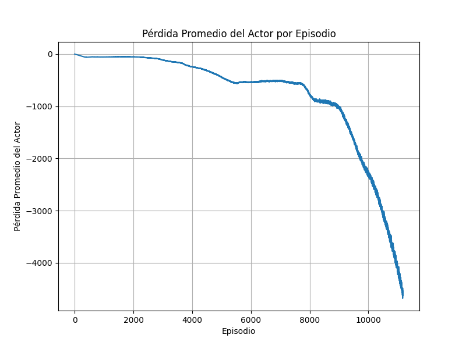 Pérdida Promedio del Actor por Episodio
Pérdida Promedio del Actor
0
−1000
−2000
−3000
−4000
0 2000 4000 6000 8000 10000
Episodio